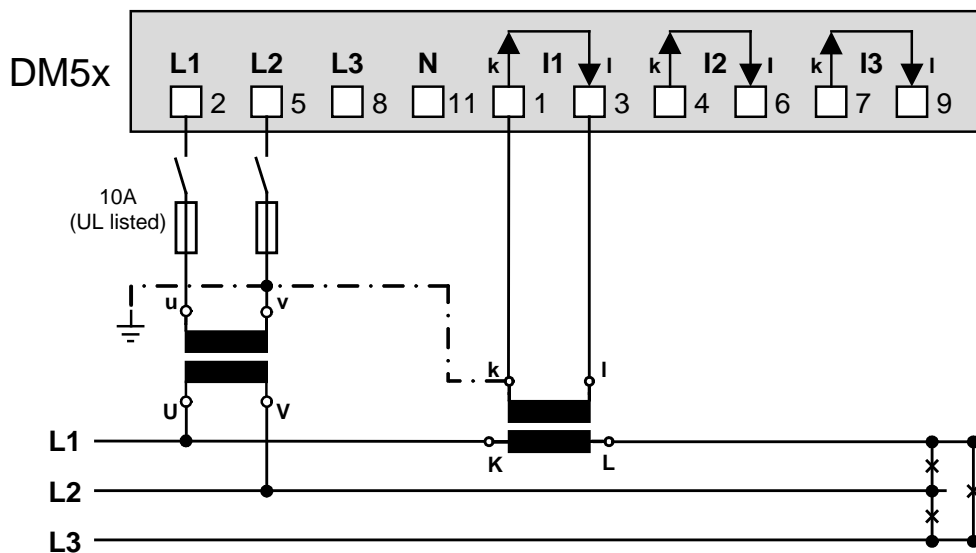 DM5x
L1 L2 L3 N k I1 l k I2 l k I3 l
2 5 8 11 1 3 4 6 7 9
10A
(UL listed)
u v
k l
U V
L1
K L
L2
L3